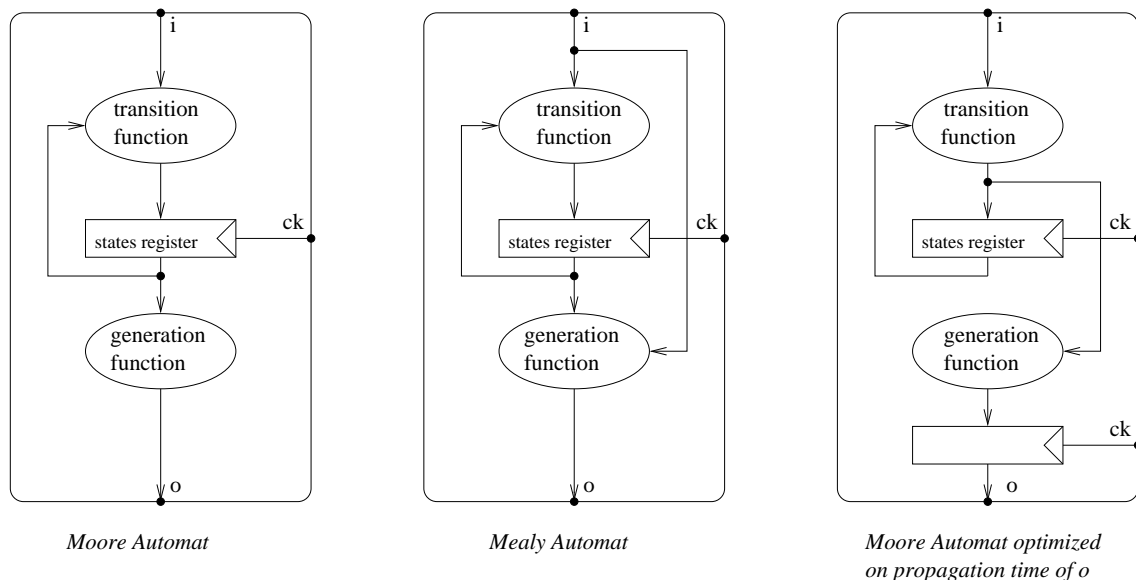 i
transition
function
ck
states register
generation
function
o
Moore Automat
i
transition
function
ck
states register
generation
function
o
Mealy Automat
i
transition
function
ck
states register
generation
function
ck
o
Moore Automat optimized
on propagation time of o